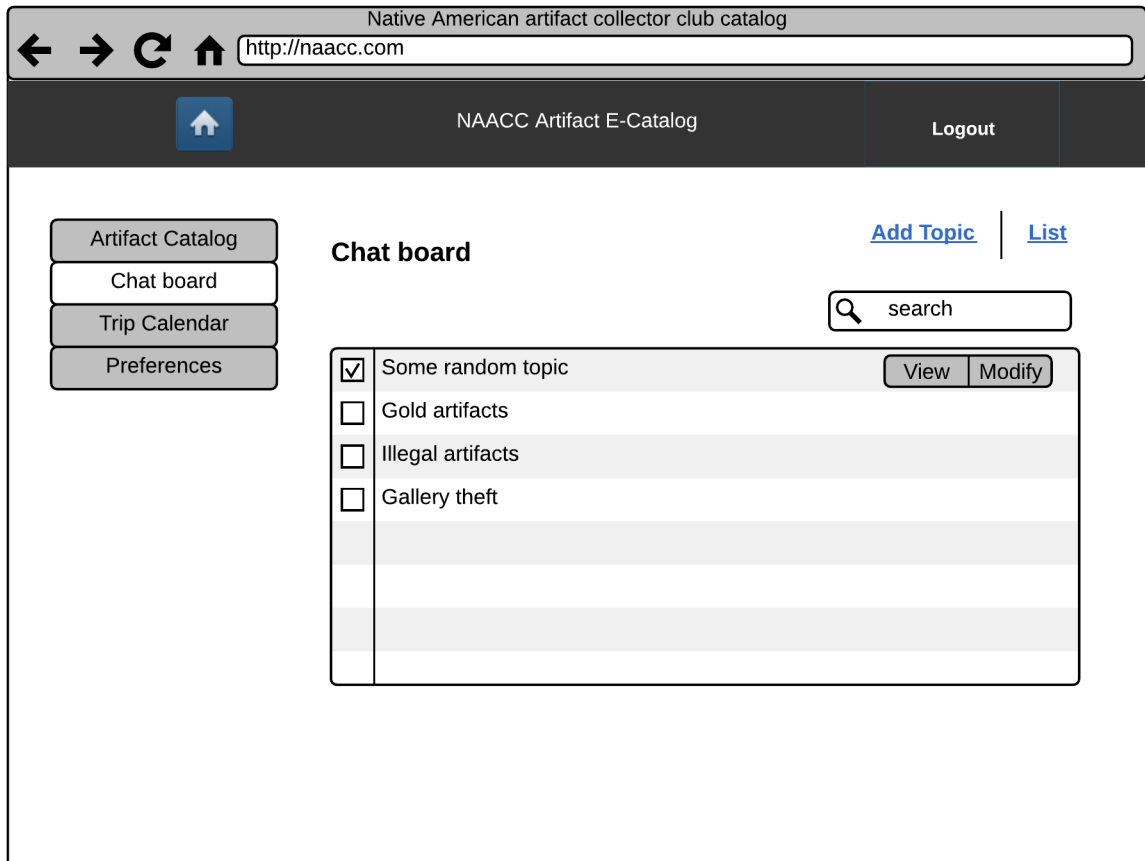 Native American artifact collector club catalog
http://naacc.com
NAACC Artifact E-Catalog
Logout
Artifact Catalog
Chat board
Trip Calendar
Preferences
Chat board
Add Topic
List
search
Some random topic
View
Modify
Gold artifacts
Illegal artifacts
Gallery theft